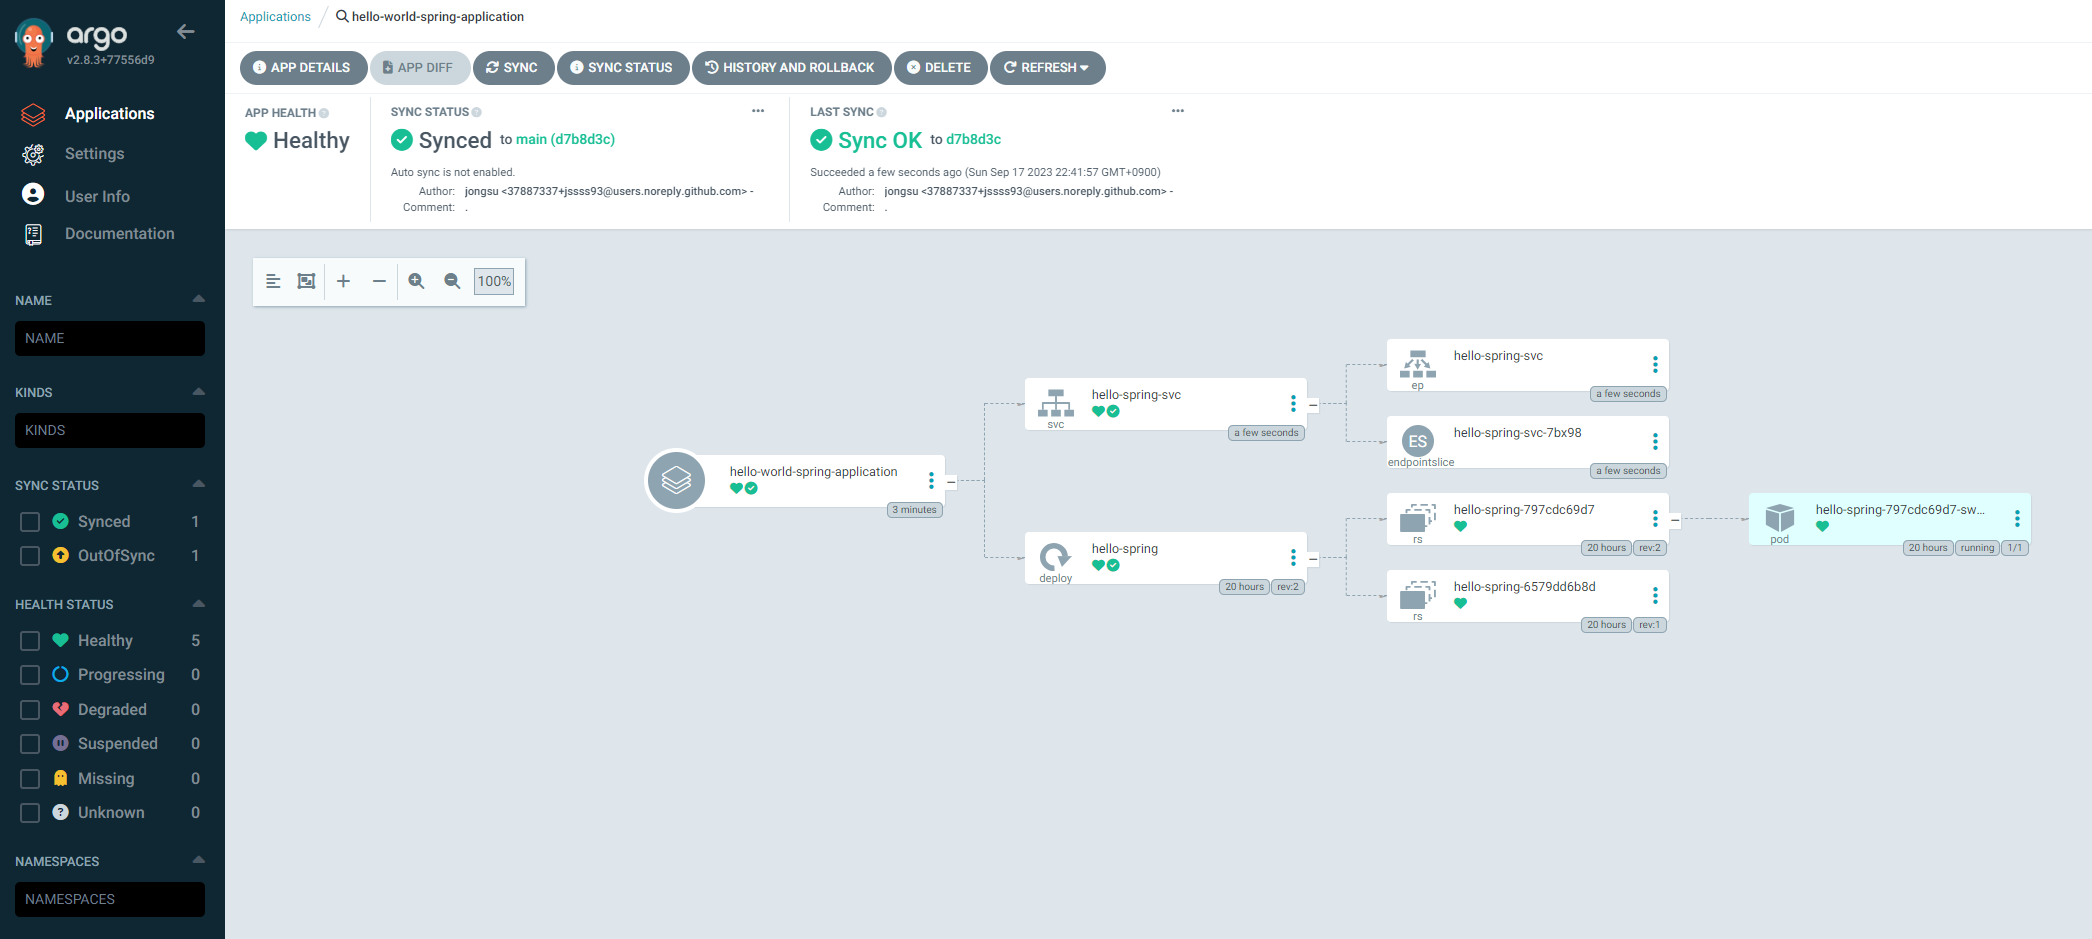 argo
v2.8.3+77556d9
Applications
Settings
User Info
Documentation
NAME
NAME
KINDS
KINDS
SYNC STATUS
Synced 1
OutOfSync 1
HEALTH STATUS
Healthy 5
Progressing 0
Degraded 0
Suspended 0
Missing 0
Unknown 0
NAMESPACES
NAMESPACES
Applications / hello-world-spring-application
APP DETAILS APP DIFF SYNC SYNC STATUS HISTORY AND ROLLBACK DELETE REFRESH
APP HEALTH
Healthy
SYNC STATUS
Synced to main (d7b8d3c)
Auto sync is not enabled.
Author: jongsu <37887337+jssss93@users.noreply.github.com> -
Comment: .
LAST SYNC
Sync OK to d7b8d3c
Succeeded a few seconds ago (Sun Sep 17 2023 22:41:57 GMT+0900)
Author: jongsu <37887337+jssss93@users.noreply.github.com> -
Comment: .
100%
hello-world-spring-application
3 minutes
hello-spring-svc
svc
a few seconds
hello-spring
deploy
20 hours rev:2
hello-spring-svc
ep
a few seconds
ES
hello-spring-svc-7bx98
endpointslice
a few seconds
hello-spring-797cdc69d7
rs
20 hours rev:2
hello-spring-6579dd6b8d
rs
20 hours rev:1
hello-spring-797cdc69d7-sw...
pod
20 hours running 1/1